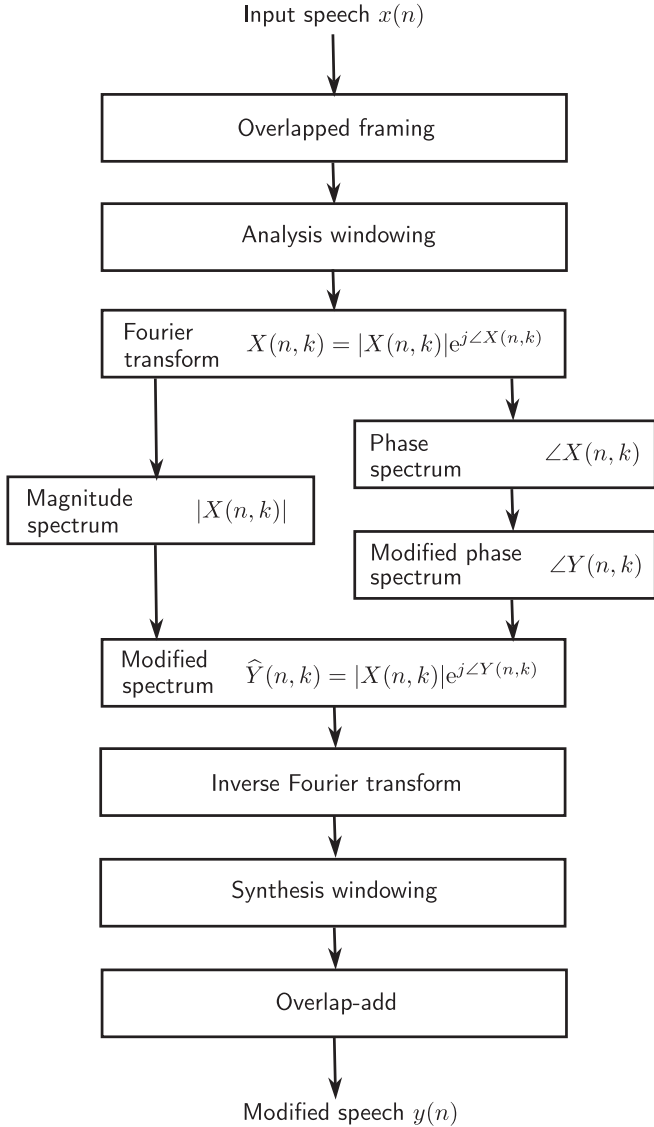 Input speech x(n)
Overlapped framing
Analysis windowing
Fourier
transform
X(n, k) = |X(n, k)|e^{j∠X(n,k)}
Phase
spectrum
∠X(n, k)
Magnitude
spectrum
|X(n, k)|
Modified phase
spectrum
∠Y(n, k)
Modified
spectrum
Ŷ(n, k) = |X(n, k)|e^{j∠Y(n,k)}
Inverse Fourier transform
Synthesis windowing
Overlap-add
Modified speech y(n)